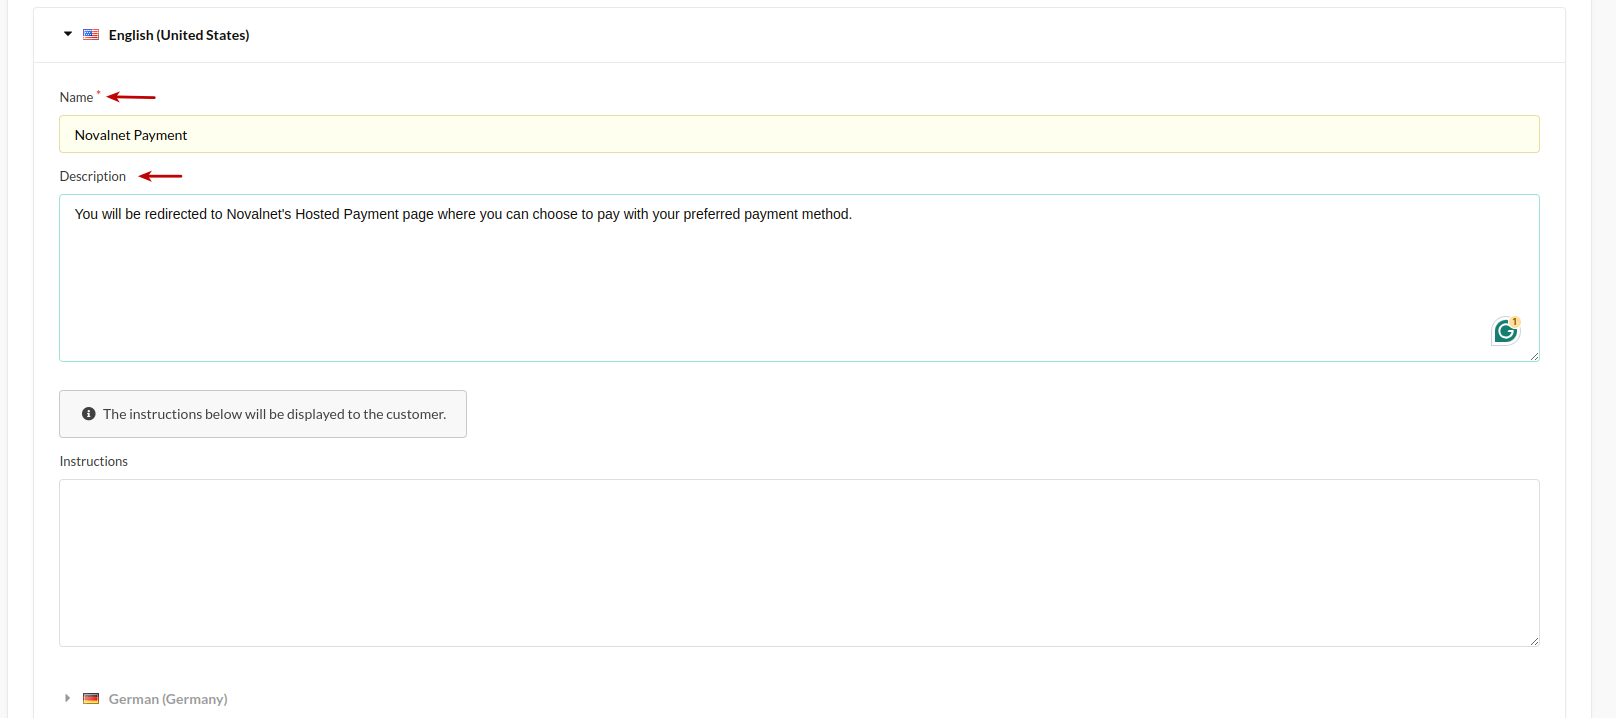 English (United States)
Name *
Novalnet Payment
Description
You will be redirected to Novalnet's Hosted Payment page where you can choose to pay with your preferred payment method.
1
The instructions below will be displayed to the customer.
Instructions
German (Germany)